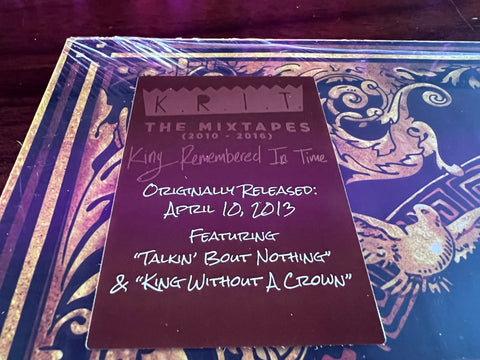 K.R.I.T.
THE MIXTAPES
(2010 - 2016)
King Remembered In Time
ORIGINALLY RELEASED:
APRIL 10, 2013
FEATURING
"TALKIN' BOUT NOTHING"
& "KING WITHOUT A CROWN"